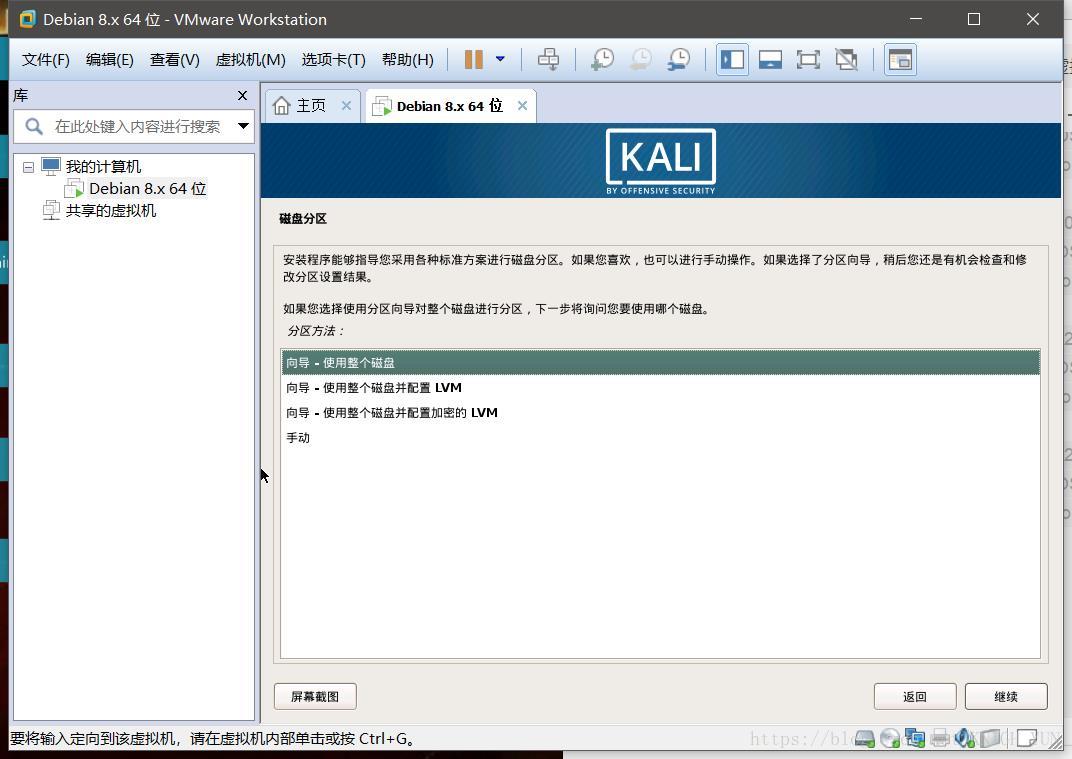 Debian 8.x 64 位 - VMware Workstation
文件(F) 编辑(E) 查看(V) 虚拟机(M) 选项卡(T) 帮助(H)
库
主页
Debian 8.x 64 位
在此处键入内容进行搜索
我的计算机
Debian 8.x 64 位
共享的虚拟机
KALI
BY OFFENSIVE SECURITY
磁盘分区
安装程序能够指导您采用各种标准方案进行磁盘分区。如果您喜欢，也可以进行手动操作。如果选择了分区向导，稍后您还是有机会检查和修
改分区设置结果。
如果您选择使用分区向导对整个磁盘进行分区，下一步将询问您要使用哪个磁盘。
分区方法：
向导 - 使用整个磁盘
向导 - 使用整个磁盘并配置 LVM
向导 - 使用整个磁盘并配置加密的 LVM
手动
屏幕截图
返回
继续
要将输入定向到该虚拟机，请在虚拟机内部单击或按 Ctrl+G。
https://bl